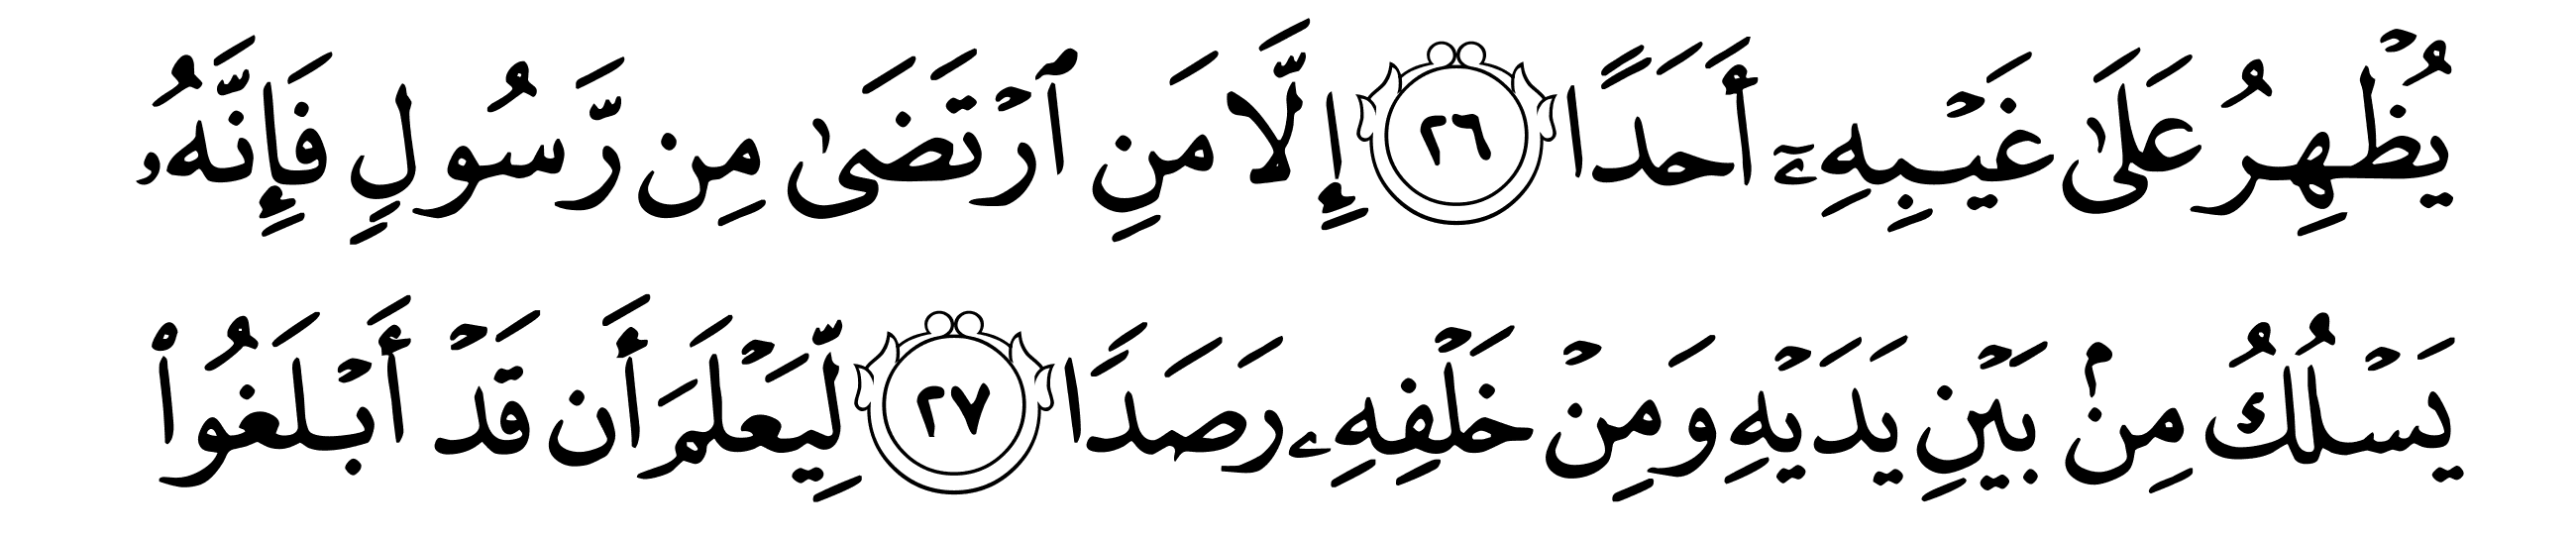 يُظْهِرُ عَلَىٰ غَيْبِهِۦٓ أَحَدًا ٢٦ إِلَّا مَنِ ٱرْتَضَىٰ مِن رَّسُولٍ فَإِنَّهُۥ
يَسْلُكُ مِنۢ بَيْنِ يَدَيْهِ وَمِنْ خَلْفِهِۦ رَصَدًا ٢٧ لِّيَعْلَمَ أَن قَدْ أَبْلَغُوا۟